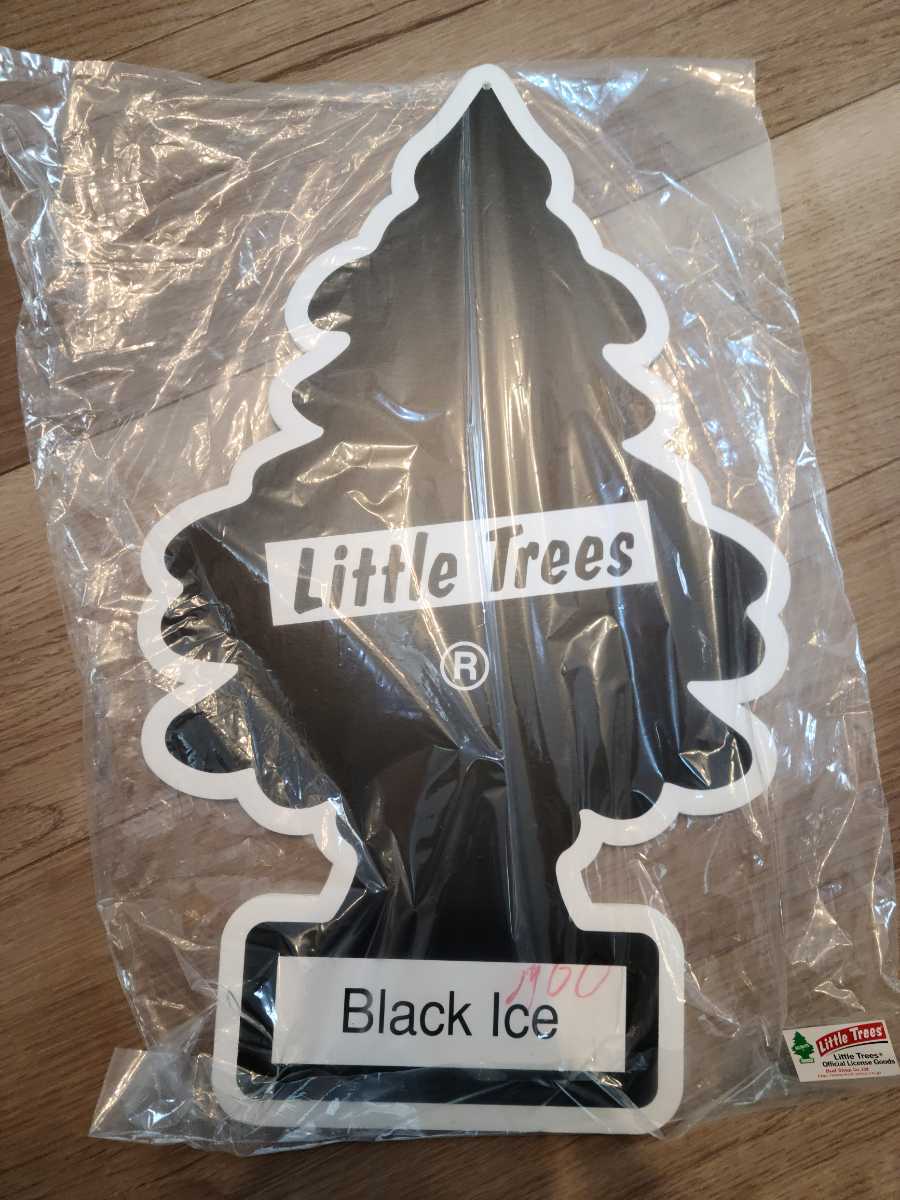 Little Trees
®
Black Ice
Little Trees
Little Trees®
Official License Goods